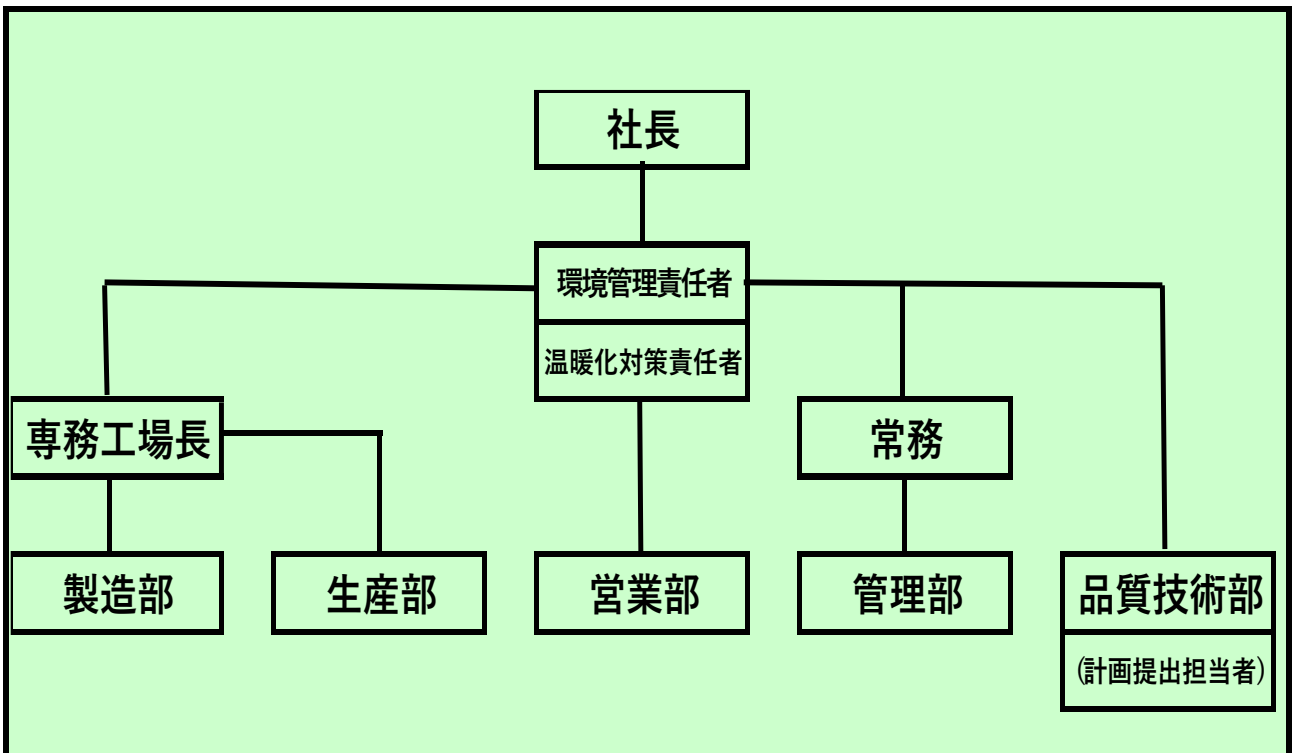 社長
環境管理責任者
温暖化対策責任者
専務工場長
常務
製造部
生産部
営業部
管理部
品質技術部
(計画提出担当者)